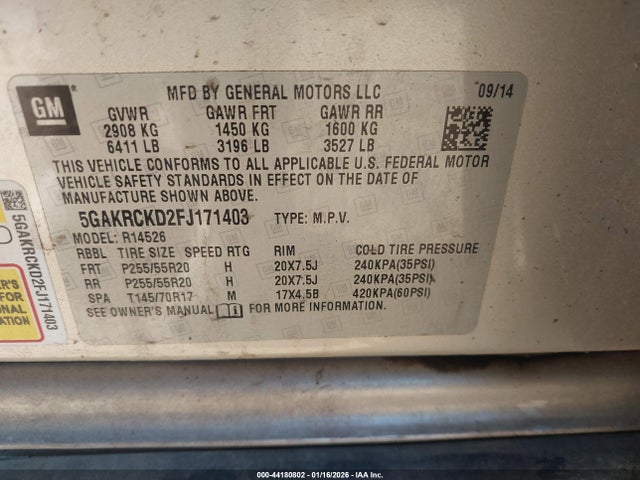 GM
MFD BY GENERAL MOTORS LLC 09/14
GVWR GAWR FRT GAWR RR
2908 KG 1450 KG 1600 KG
6411 LB 3196 LB 3527 LB
THIS VEHICLE CONFORMS TO ALL APPLICABLE U.S. FEDERAL MOTOR
VEHICLE SAFETY STANDARDS IN EFFECT ON THE DATE OF
MANUFACTURE SHOWN ABOVE.
5GAKRCKD2FJ171403 TYPE: M.P.V.
MODEL: R14526
RBBL TIRE SIZE SPEED RTG RIM COLD TIRE PRESSURE
FRT P255/55R20 H 20X7.5J 240KPA(35PSI)
RR P255/55R20 H 20X7.5J 240KPA(35PSI)
SPA T145/70R17 M 17X4.5B 420KPA(60PSI)
SEE OWNER'S MANUAL FOR MORE INFORMATION.
5GAKRCKD2FJ171403
FOR
ONAL
000-44180802 - 01/16/2026 - IAA Inc.